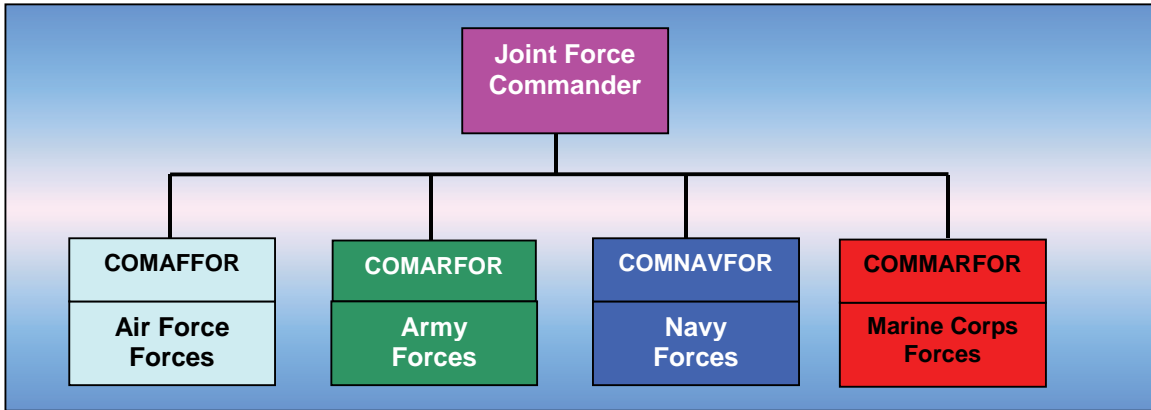 Joint Force
Commander
COMAFFOR
COMARFOR
COMNAVFOR
COMMARFOR
Air Force
Forces
Army
Forces
Navy
Forces
Marine Corps
Forces